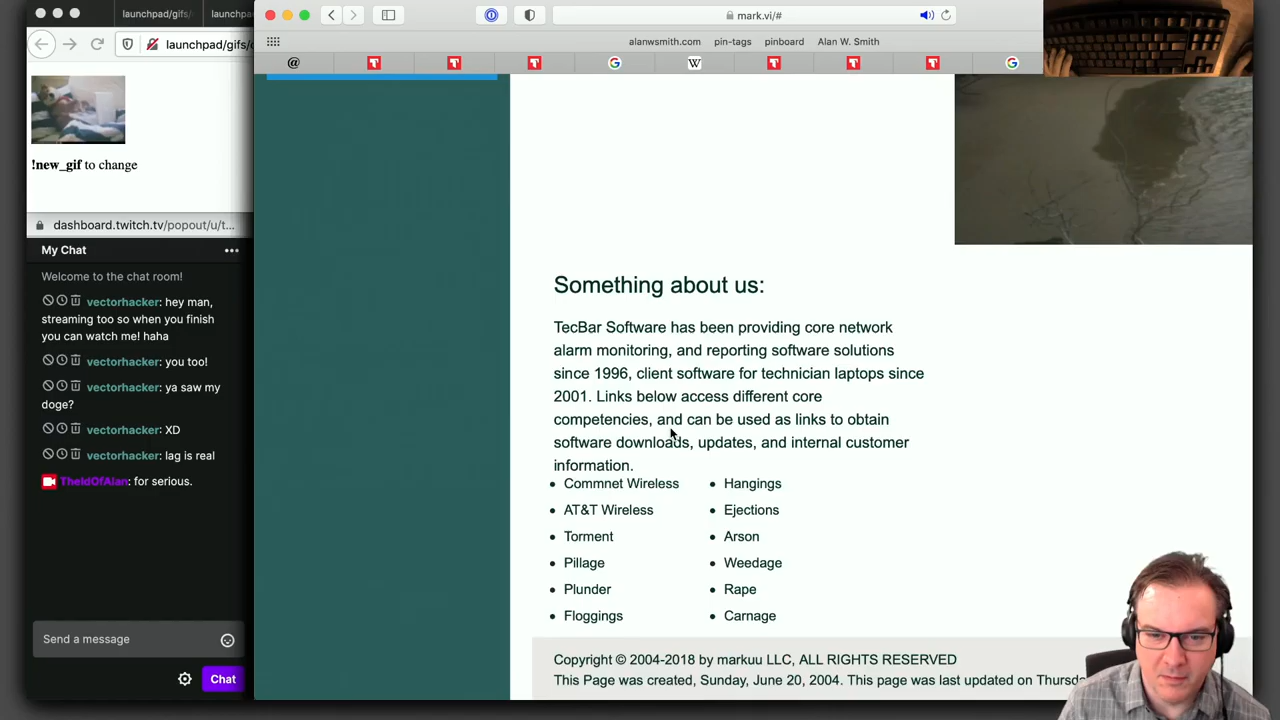 launchpad/gifs/
launchpad/gifs/
launchpad/gifs/
!new_gif to change
dashboard.twitch.tv/popout/u/t...
My Chat
Welcome to the chat room!
vectorhacker: hey man,
streaming too so when you finish
you can watch me! haha
vectorhacker: you too!
vectorhacker: ya saw my
doge?
vectorhacker: XD
vectorhacker: lag is real
TheIdOfAlan: for serious.
Send a message
Chat
mark.vi/#
alanwsmith.com pin-tags pinboard Alan W. Smith
@ T T T G W T T T G
Something about us:
TecBar Software has been providing core network
alarm monitoring, and reporting software solutions
since 1996, client software for technician laptops since
2001. Links below access different core
competencies, and can be used as links to obtain
software downloads, updates, and internal customer
information.
• Commnet Wireless
• AT&T Wireless
• Torment
• Pillage
• Plunder
• Floggings
• Hangings
• Ejections
• Arson
• Weedage
• Rape
• Carnage
Copyright © 2004-2018 by markuu LLC, ALL RIGHTS RESERVED
This Page was created, Sunday, June 20, 2004. This page was last updated on Thursda